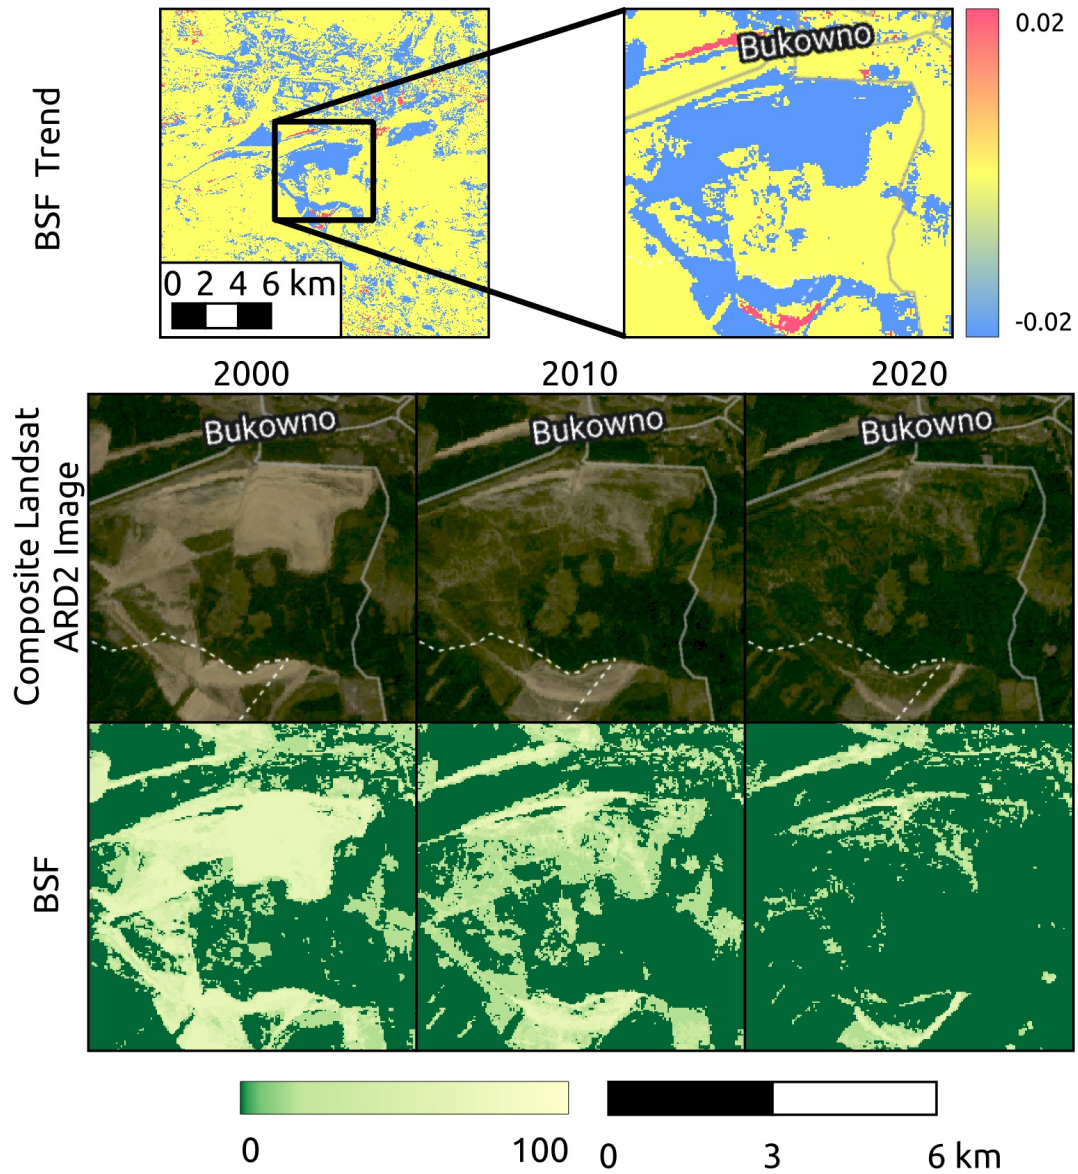 BSF Trend
Bukowno
0.02
-0.02
0 2 4 6 km
2000 2010 2020
Composite Landsat
ARD2 Image
Bukowno Bukowno Bukowno
BSF
0 100
0 3 6 km